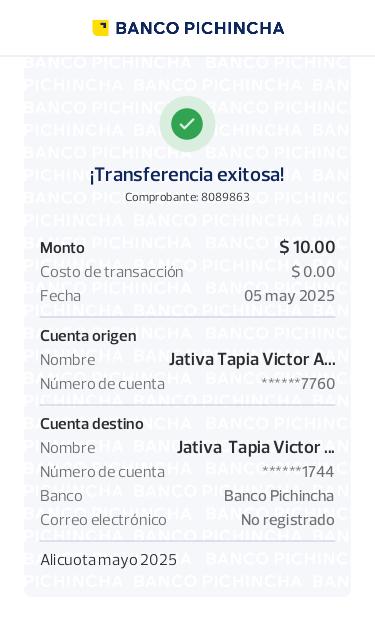 BANCO PICHINCHA
¡Transferencia exitosa!
Comprobante: 8089863
Monto $ 10.00
Costo de transacción $ 0.00
Fecha 05 may 2025
Cuenta origen
Nombre Jativa Tapia Victor A...
Número de cuenta ******7760
Cuenta destino
Nombre Jativa Tapia Victor ...
Número de cuenta ******1744
Banco Banco Pichincha
Correo electrónico No registrado
Alicuota mayo 2025